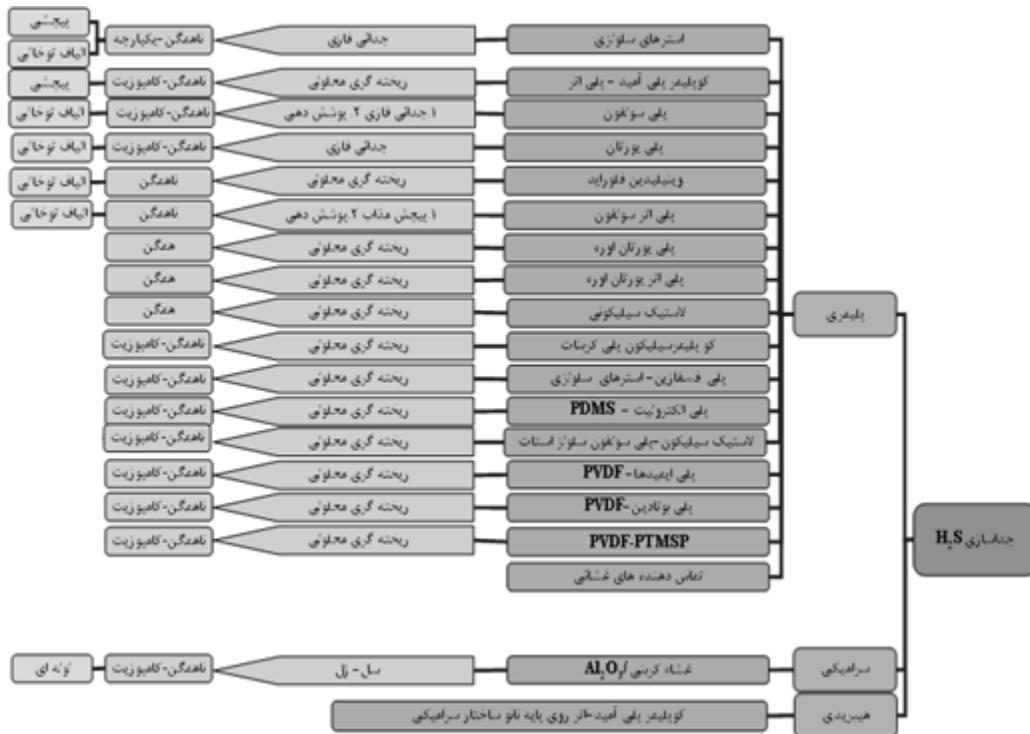 جداسازی H₂S
پلیمری
استرهای سلولزی
جدائی فازی
ناهمگن-یکپارچه
پیچشی
الیاف توخالی
کوپلیمر پلی آمید - پلی اتر
ریخته گری محلولی
ناهمگن-کامپوزیت
پیچشی
پلی سولفون
۱.جدائی فازی ۲. پوشش دهی
ناهمگن-کامپوزیت
الیاف توخالی
پلی یورتان
جدائی فازی
ناهمگن-کامپوزیت
الیاف توخالی
وینیلیدین فلوراید
ریخته گری محلولی
ناهمگن
الیاف توخالی
پلی اتر سولفون
۱.پیچش مذاب ۲.پوشش دهی
ناهمگن
الیاف توخالی
پلی یورتان اوره
ریخته گری محلولی
همگن
پلی اتر یورتان اوره
ریخته گری محلولی
همگن
لاستیک سیلیکونی
ریخته گری محلولی
همگن
کو پلیمرسیلیکون پلی کربنات
ریخته گری محلولی
ناهمگن-کامپوزیت
پلی فسفازین-استرهای سلولزی
ریخته گری محلولی
ناهمگن-کامپوزیت
پلی الکترولیت - PDMS
ریخته گری محلولی
ناهمگن-کامپوزیت
لاستیک سیلیکون-پلی سولفون سلولز استات
ریخته گری محلولی
ناهمگن-کامپوزیت
پلی ایمیدها-PVDF
ریخته گری محلولی
ناهمگن-کامپوزیت
پلی بوتادین-PVDF
ریخته گری محلولی
ناهمگن-کامپوزیت
PVDF-PTMSP
ریخته گری محلولی
ناهمگن-کامپوزیت
تماس دهنده های غشائی
سرامیکی
غشاء کربنی/Al₂O₃
سل-ژل
ناهمگن-کامپوزیت
لوله ای
هیبریدی
کوپلیمر پلی آمید-اتر روی پایه نانو ساختار سرامیکی